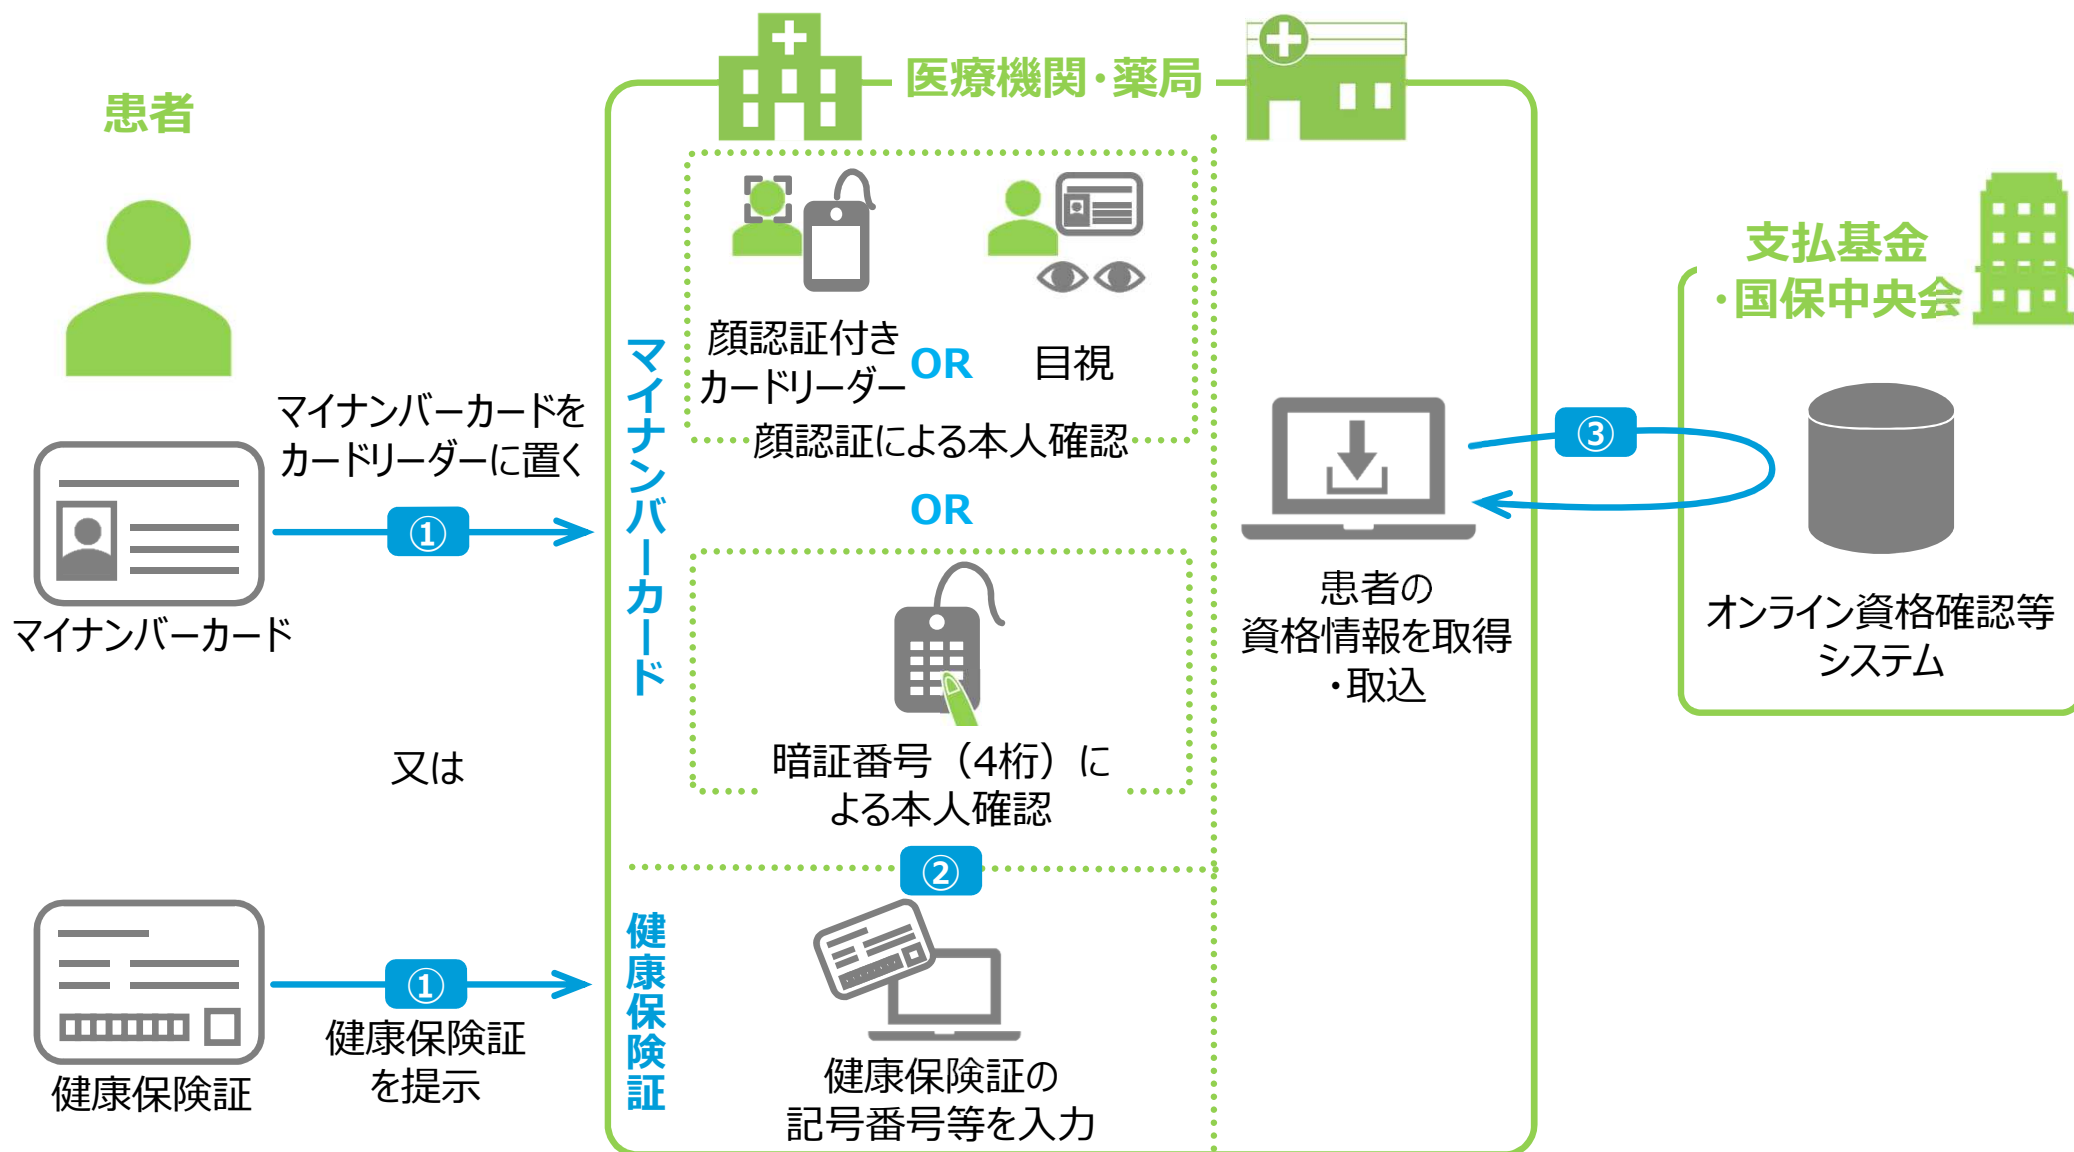 患者
マイナンバーカードを
カードリーダーに置く
①
マイナンバーカード
又は
①
健康保険証
を提示
健康保険証
医療機関・薬局
マイナンバーカード
顔認証付き
カードリーダー
OR
目視
顔認証による本人確認
OR
暗証番号（4桁）に
よる本人確認
②
健康保険証
健康保険証の
記号番号等を入力
患者の
資格情報を取得
・取込
③
支払基金
・国保中央会
オンライン資格確認等
システム